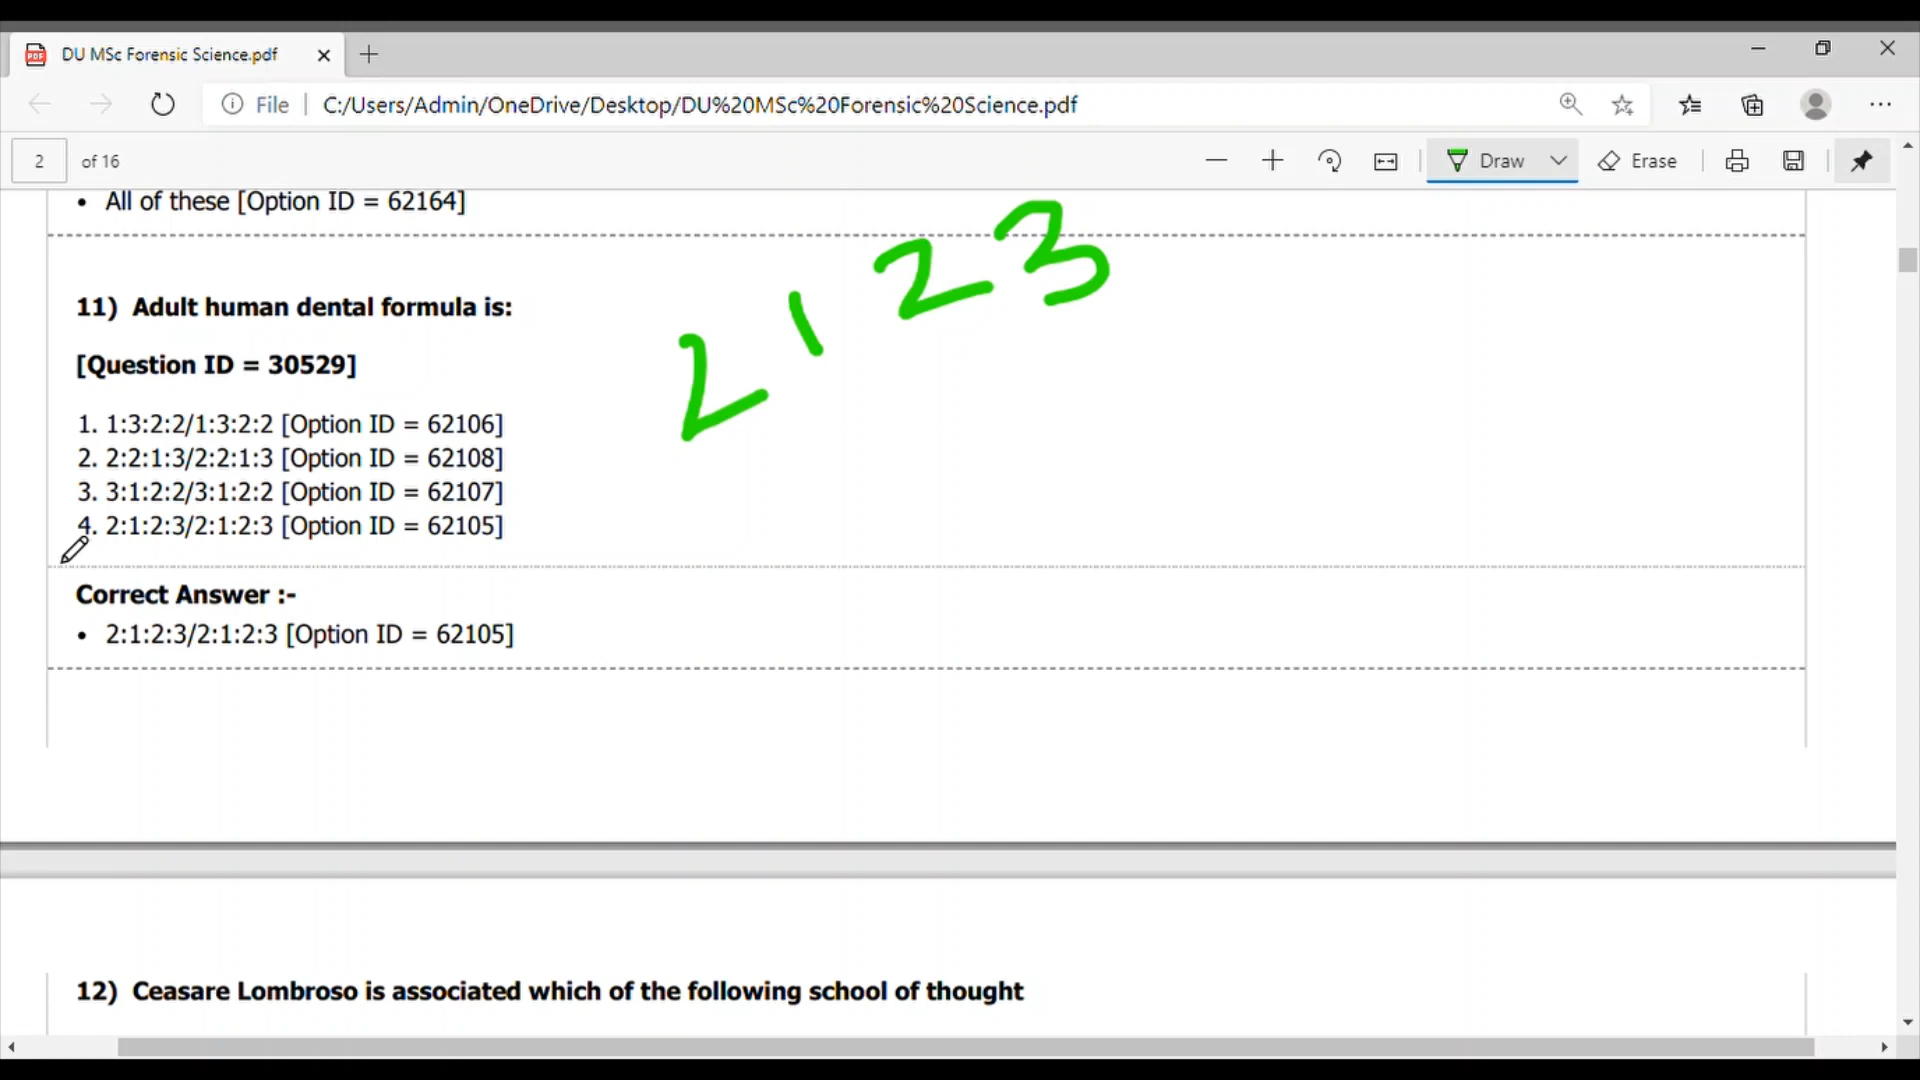 DU MSc Forensic Science.pdf
File C:/Users/Admin/OneDrive/Desktop/DU%20MSc%20Forensic%20Science.pdf
2 of 16 Draw Erase
• All of these [Option ID = 62164]
2 1 2 3
11) Adult human dental formula is:
[Question ID = 30529]
1. 1:3:2:2/1:3:2:2 [Option ID = 62106]
2. 2:2:1:3/2:2:1:3 [Option ID = 62108]
3. 3:1:2:2/3:1:2:2 [Option ID = 62107]
4. 2:1:2:3/2:1:2:3 [Option ID = 62105]
Correct Answer :-
• 2:1:2:3/2:1:2:3 [Option ID = 62105]
12) Ceasare Lombroso is associated which of the following school of thought